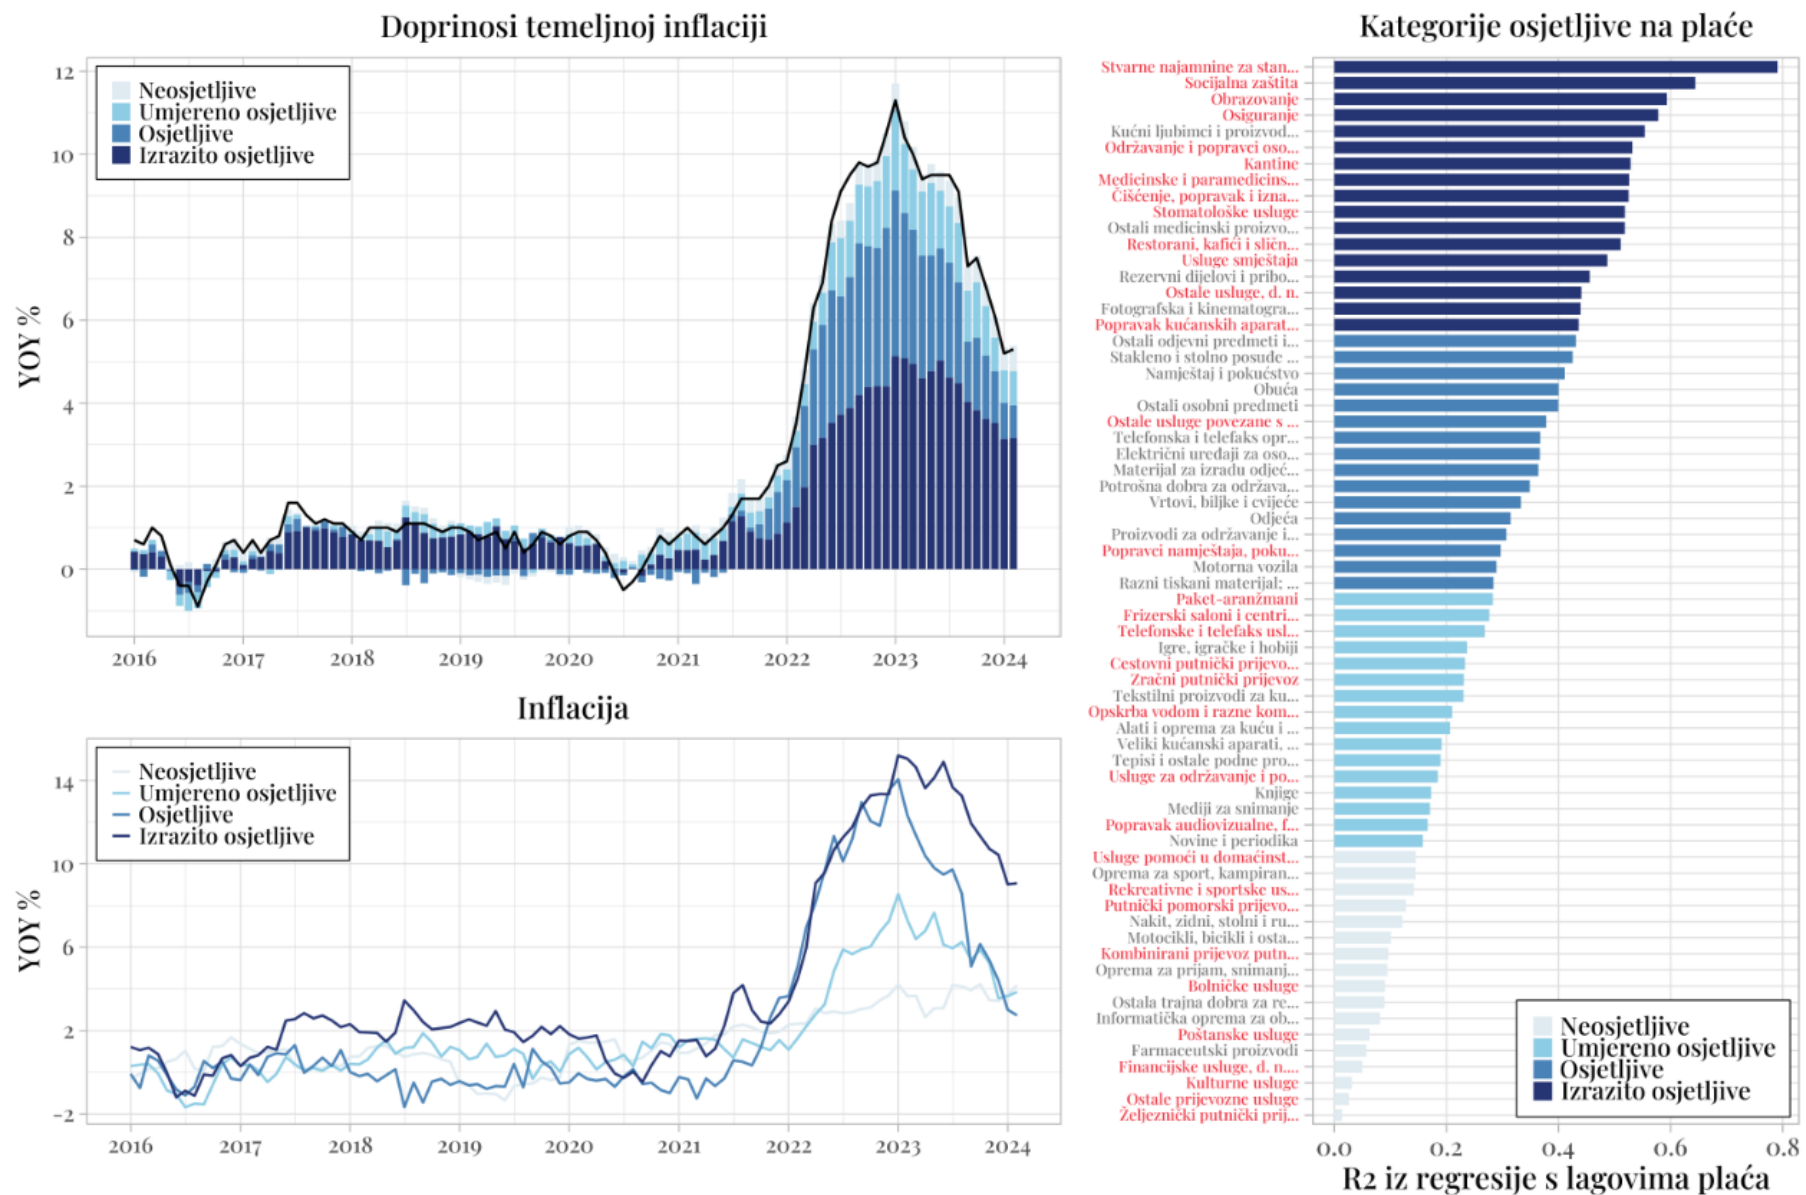 Doprinosi temeljnoj inflaciji
Neosjetljive
Umjereno osjetljive
Osjetljive
Izrazito osjetljive
YOY %
12
10
8
6
4
2
0
2016 2017 2018 2019 2020 2021 2022 2023 2024
Inflacija
Neosjetljive
Umjereno osjetljive
Osjetljive
Izrazito osjetljive
YOY %
14
10
6
2
-2
2016 2017 2018 2019 2020 2021 2022 2023 2024
Kategorije osjetljive na plaće
Stvarne najamnine za stan...
Socijalna zaštita
Obrazovanje
Osiguranje
Kućni ljubimci i proizvod...
Održavanje i popravci oso...
Kantine
Medicinske i paramedicins...
Čišćenje, popravak i izna...
Stomatološke usluge
Ostali medicinski proizvo...
Restorani, kafići i sličn...
Usluge smještaja
Rezervni dijelovi i pribo...
Ostale usluge, d. n.
Fotografska i kinematogra...
Popravak kućanskih aparat...
Ostali odjevni predmeti i...
Stakleno i stolno posuđe ...
Namještaj i pokućstvo
Obuća
Ostali osobni predmeti
Ostale usluge povezane s ...
Telefonska i telefaks opr...
Električni uređaji za oso...
Materijal za izradu odjeć...
Potrošna dobra za održava...
Vrtovi, biljke i cvijeće
Odjeća
Proizvodi za održavanje i...
Popravci namještaja, poku...
Motorna vozila
Razni tiskani materijal; ...
Paket-aranžmani
Frizerski saloni i centri...
Telefonske i telefaks usl...
Igre, igračke i hobiji
Cestovni putnički prijevo...
Zračni putnički prijevoz
Tekstilni proizvodi za ku...
Opskrba vodom i razne kom...
Alati i oprema za kuću i ...
Veliki kućanski aparati, ...
Tepisi i ostale podne pro...
Usluge za održavanje i po...
Knjige
Mediji za snimanje
Popravak audiovizualne, f...
Novine i periodika
Usluge pomoći u domaćinst...
Oprema za sport, kampiran...
Rekreativne i sportske us...
Putnički pomorski prijevo...
Nakit, zidni, stolni i ru...
Motocikli, bicikli i osta...
Kombinirani prijevoz putn...
Oprema za prijam, snimanj...
Bolničke usluge
Ostala trajna dobra za re...
Informatička oprema za ob...
Poštanske usluge
Farmaceutski proizvodi
Financijske usluge, d. n....
Kulturne usluge
Ostale prijevozne usluge
Željeznički putnički prij...
Neosjetljive
Umjereno osjetljive
Osjetljive
Izrazito osjetljive
0.0 0.2 0.4 0.6 0.8
R2 iz regresije s lagovima plaća